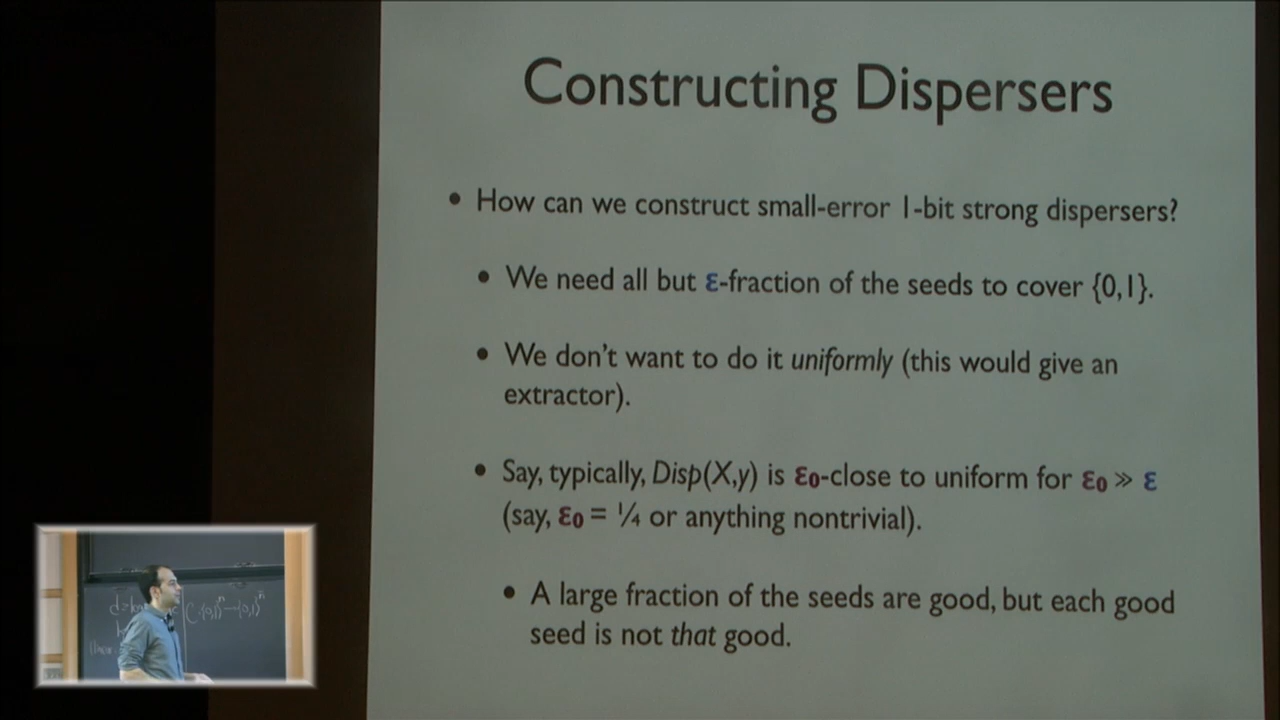 Constructing Dispersers
• How can we construct small-error 1-bit strong dispersers?
• We need all but ε-fraction of the seeds to cover {0,1}.
• We don't want to do it uniformly (this would give an
extractor).
• Say, typically, Disp(X,y) is ε₀-close to uniform for ε₀ ≫ ε
(say, ε₀ = ¼ or anything nontrivial).
• A large fraction of the seeds are good, but each good
seed is not that good.